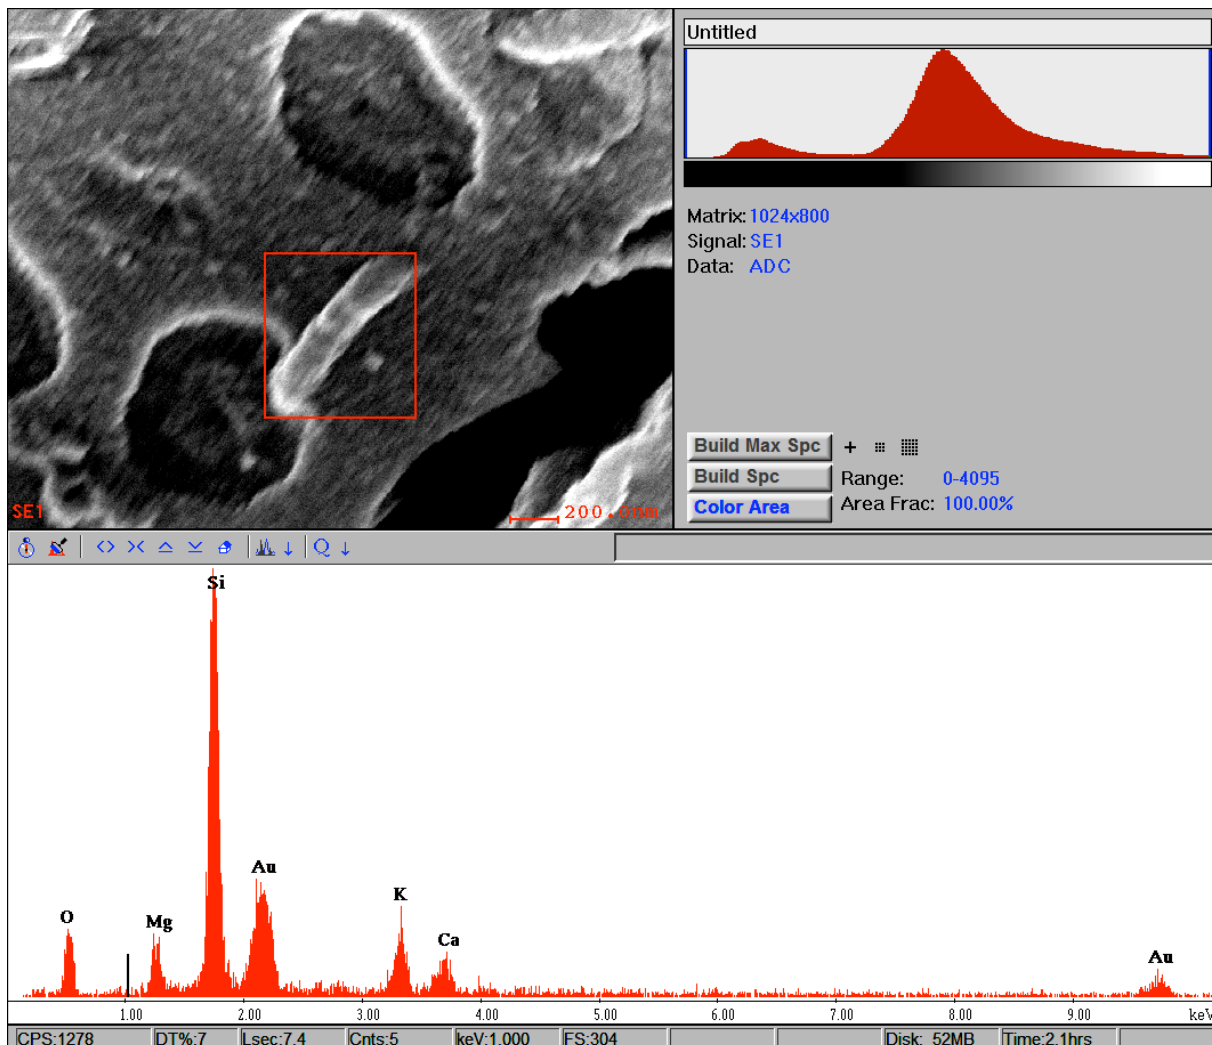 Untitled
Matrix: 1024x800
Signal: SE1
Data: ADC
Build Max Spc
Build Spc
Range: 0-4095
Color Area
Area Frac: 100.00%
SE1
200.0nm
Q
Si
Au
K
O
Mg
Ca
Au
1.00 2.00 3.00 4.00 5.00 6.00 7.00 8.00 9.00 keV
CPS:1278 DT%:7 Lsec:7.4 Cnts:5 keV:1.000 FS:304 Disk: 52MB Time:2.1hrs